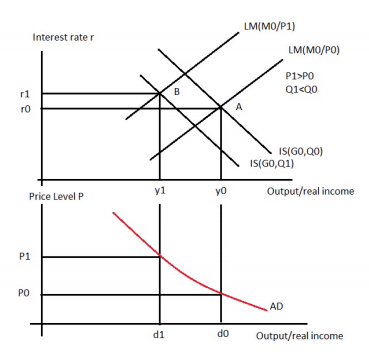 Interest rate r
LM(M0/P1)
LM(M0/P0)
P1>P0
Q1<Q0
r1
B
r0
A
IS(G0,Q0)
IS(G0,Q1)
y1
y0
Output/real income
Price Level P
P1
P0
AD
d1
d0
Output/real income